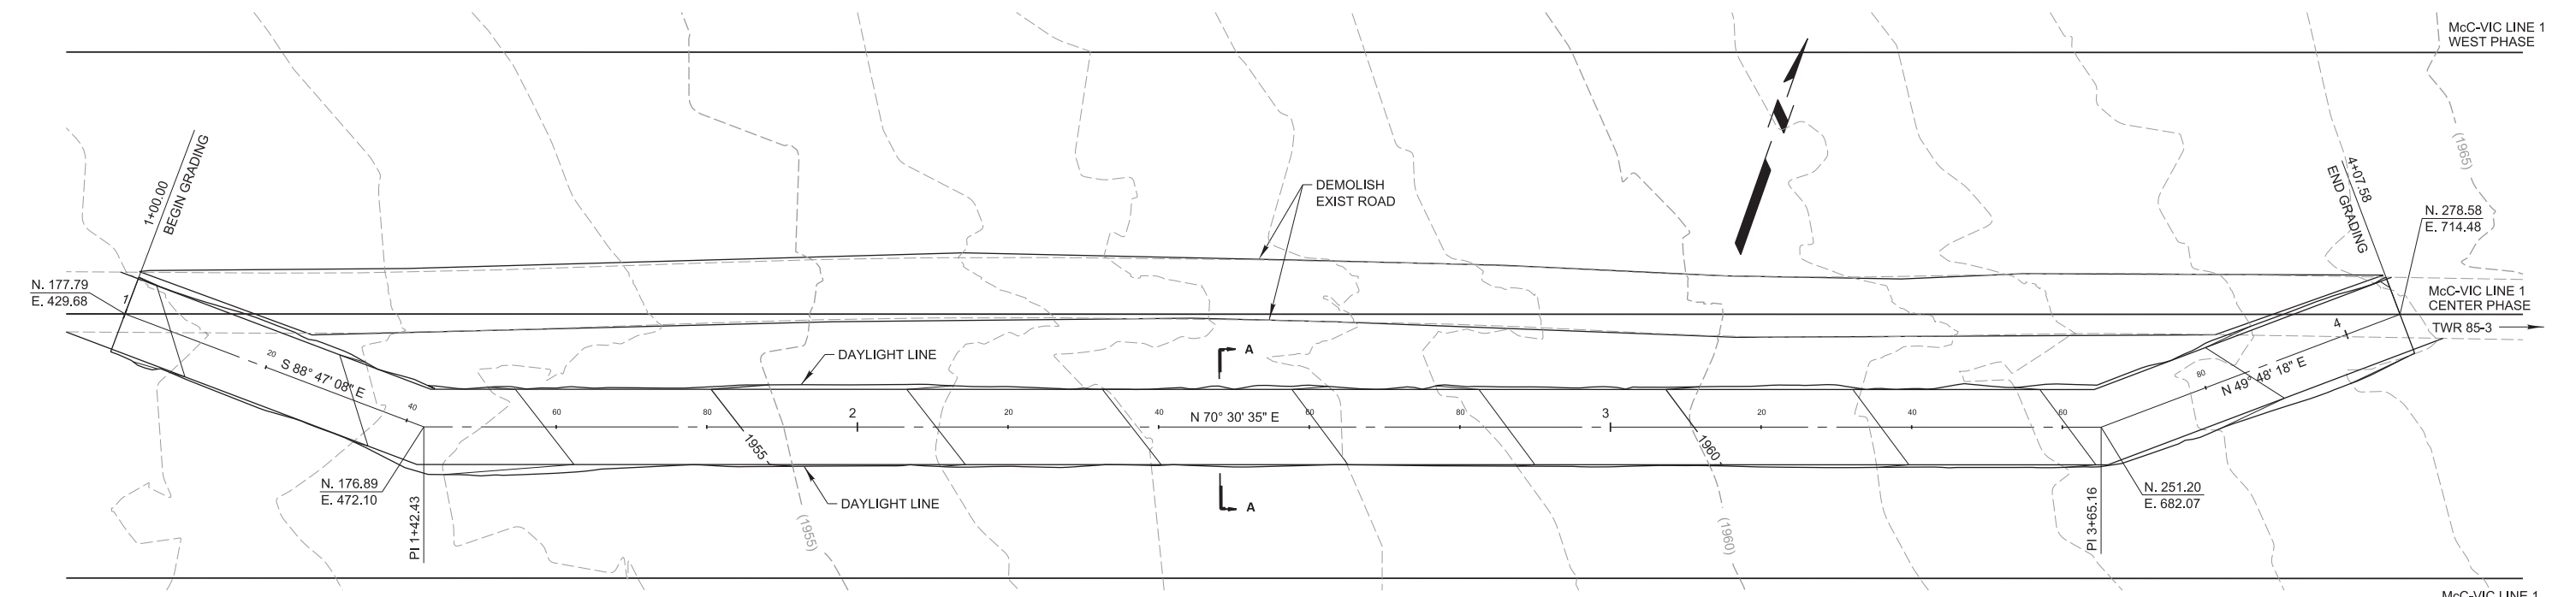 McC-VIC LINE 1
WEST PHASE
(1965)
1+00.00
BEGIN GRADING
DEMOLISH
EXIST ROAD
4+07.58
END GRADING
N. 278.58
E. 714.48
N. 177.79
E. 429.68
1
McC-VIC LINE 1
CENTER PHASE
TWR 85-3
4
20
S 88° 47' 08" E
DAYLIGHT LINE
A
80
N 49° 48' 18" E
40
60
80
2
20
40
N 70° 30' 35" E
60
80
3
20
40
60
1955
1960
N. 176.89
E. 472.10
DAYLIGHT LINE
A
N. 251.20
E. 682.07
PI 1+42.43
(1955)
(1960)
PI 3+65.16
McC-VIC LINE 1